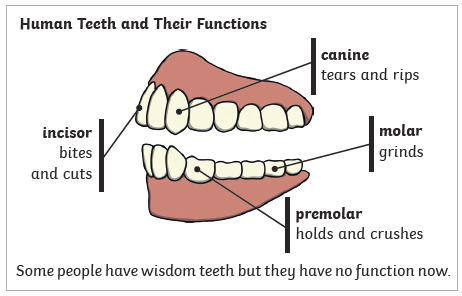 Human Teeth and Their Functions
canine
tears and rips
incisor
bites
and cuts
molar
grinds
premolar
holds and crushes
Some people have wisdom teeth but they have no function now.